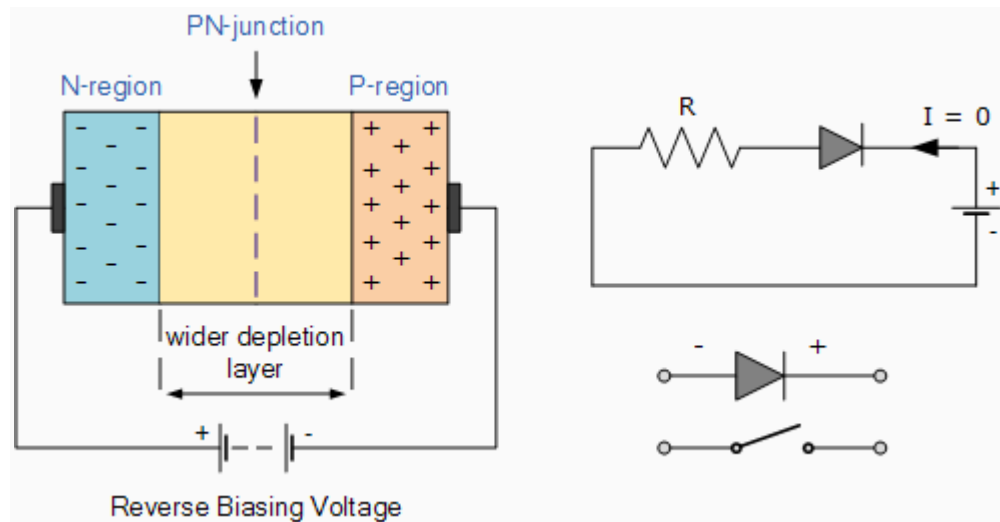 PN-junction
N-region
P-region
- - - - - - - - - - - - -
+ + + + + + + + + + + + + +
wider depletion
layer
+ -
Reverse Biasing Voltage
R
I = 0
+
-
- +